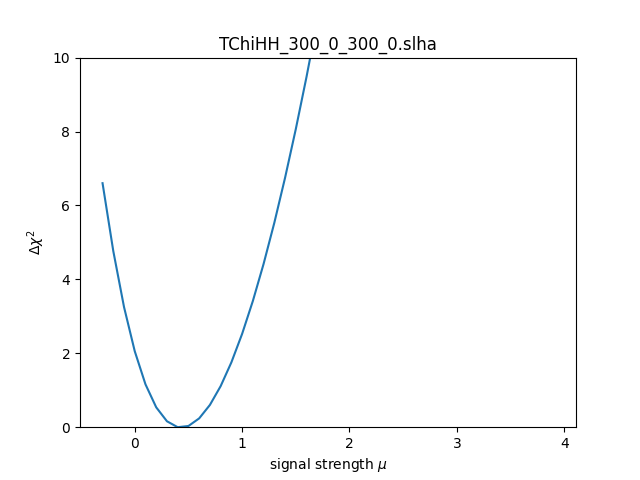 TChiHH_300_0_300_0.slha
10
8
6
4
2
0
Δχ²
0 1 2 3 4
signal strength μ